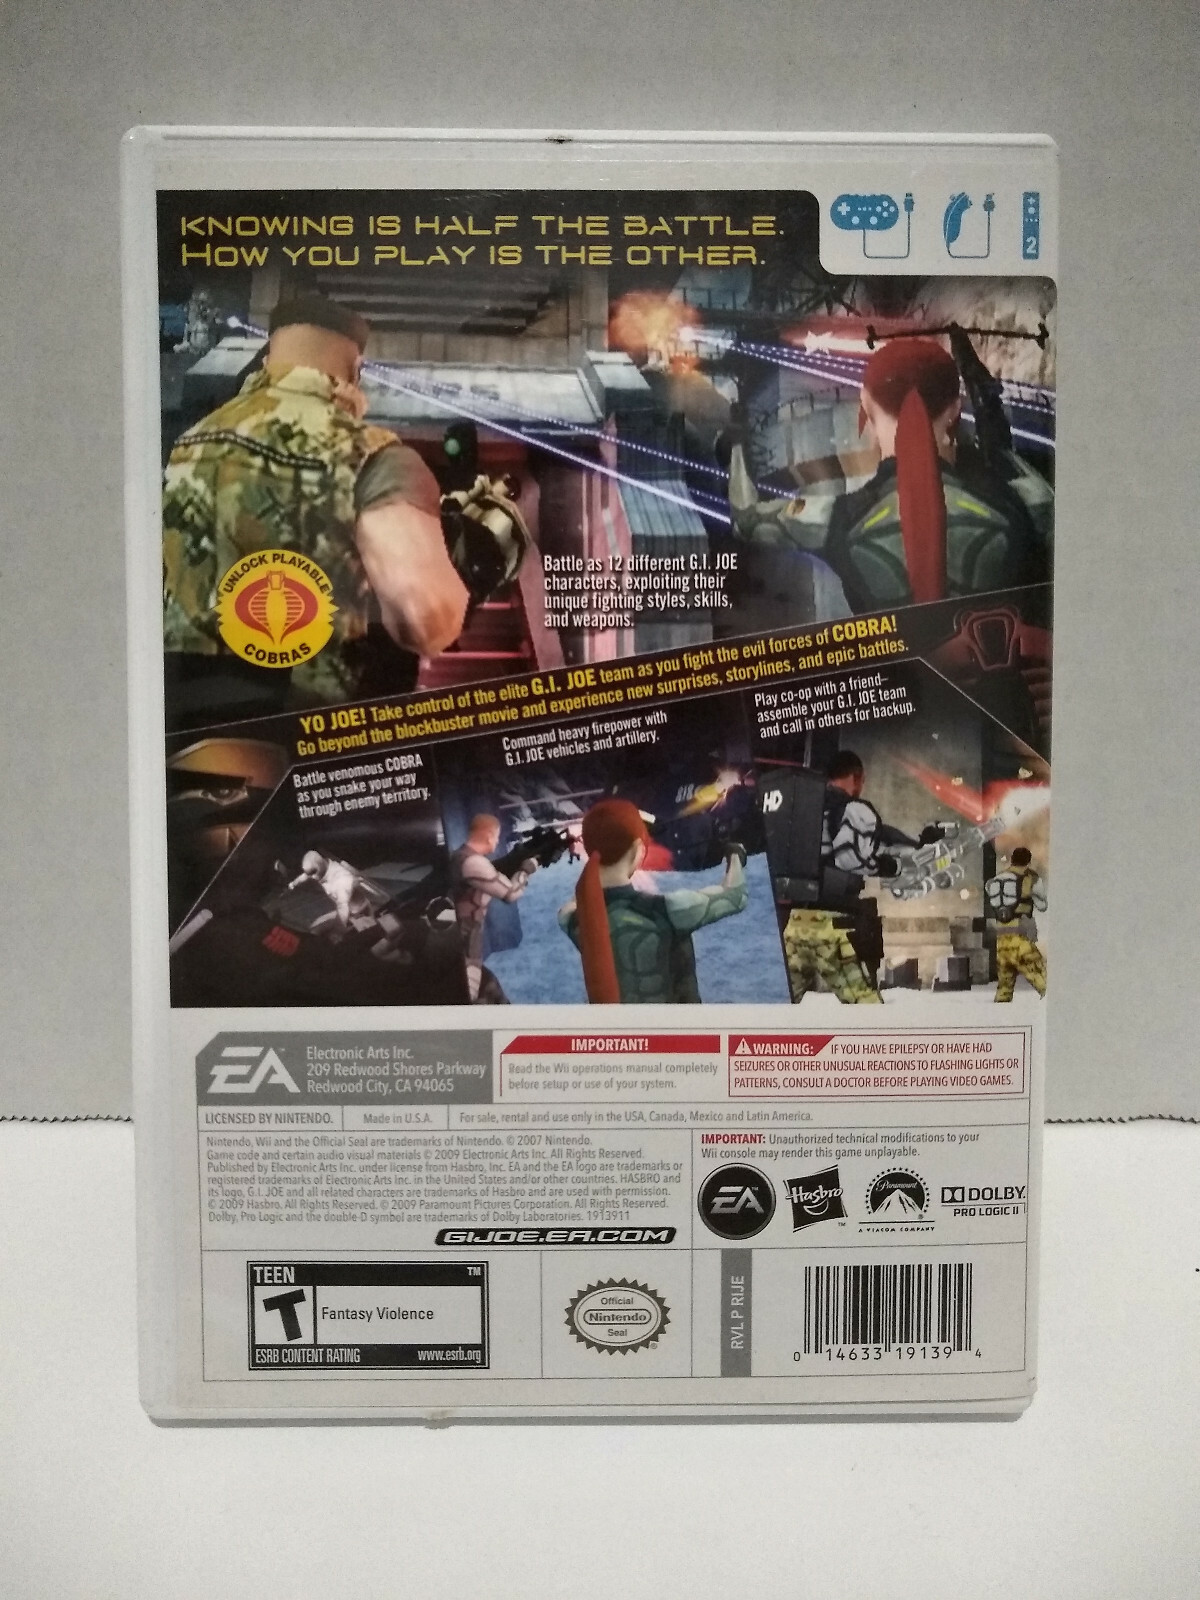 KNOWING IS HALF THE BATTLE.
HOW YOU PLAY IS THE OTHER.
2
UNLOCK PLAYABLE
COBRAS
Battle as 12 different G.I. JOE
characters, exploiting their
unique fighting styles, skills,
and weapons.
YO JOE! Take control of the elite G.I. JOE team as you fight the evil forces of COBRA!
Go beyond the blockbuster movie and experience new surprises, storylines, and epic battles.
Battle venomous COBRA
as you snake your way
through enemy territory.
Command heavy firepower with
G.I. JOE vehicles and artillery.
Play co-op with a friend–
assemble your G.I. JOE team
and call in others for backup.
HD
EA™
Electronic Arts Inc.
209 Redwood Shores Parkway
Redwood City, CA 94065
IMPORTANT!
Read the Wii operations manual completely
before setup or use of your system.
WARNING: IF YOU HAVE EPILEPSY OR HAVE HAD
SEIZURES OR OTHER UNUSUAL REACTIONS TO FLASHING LIGHTS OR
PATTERNS, CONSULT A DOCTOR BEFORE PLAYING VIDEO GAMES.
LICENSED BY NINTENDO.
Made in U.S.A.
For sale, rental and use only in the USA, Canada, Mexico and Latin America.
Nintendo, Wii and the Official Seal are trademarks of Nintendo. © 2007 Nintendo.
Game code and certain audio visual materials © 2009 Electronic Arts Inc. All Rights Reserved.
Published by Electronic Arts Inc. under license from Hasbro, Inc. EA and the EA logo are trademarks or
registered trademarks of Electronic Arts Inc. in the United States and/or other countries. HASBRO and
its logo, G.I. JOE and all related characters are trademarks of Hasbro and are used with permission.
© 2009 Hasbro. All Rights Reserved. © 2009 Paramount Pictures Corporation. All Rights Reserved.
Dolby, Pro Logic and the double-D symbol are trademarks of Dolby Laboratories. 1913911
GIJOE.EA.COM
IMPORTANT: Unauthorized technical modifications to your
Wii console may render this game unplayable.
EA™
Hasbro™
Paramount
A VIACOM COMPANY
DOLBY
PRO LOGIC II
TEEN ™
T
Fantasy Violence
ESRB CONTENT RATING www.esrb.org
Official
Nintendo
Seal
®
RVL P RIJE
0 14633 19139 4